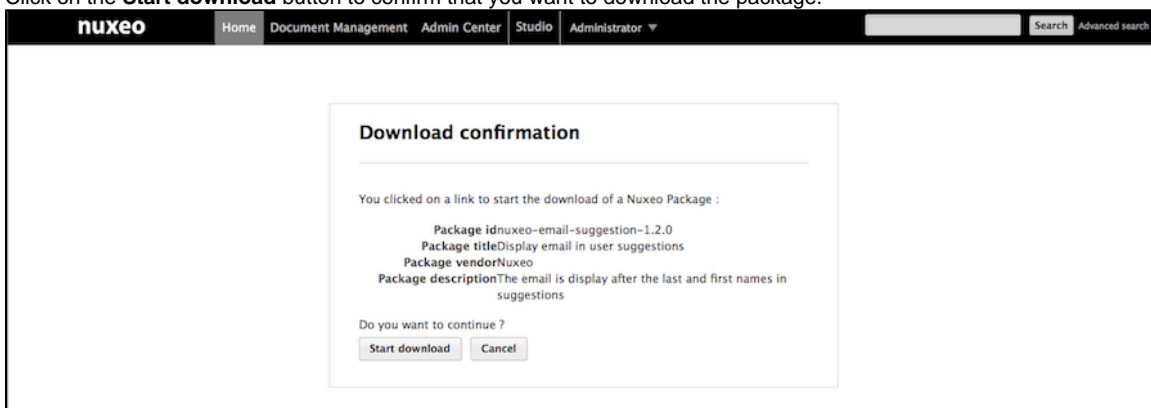 Click on the Start download button to confirm that you want to download the package.
nuxeo Home Document Management Admin Center Studio Administrator ▼ Search Advanced search
Download confirmation
You clicked on a link to start the download of a Nuxeo Package :
Package idnuxeo-email-suggestion-1.2.0
Package titleDisplay email in user suggestions
Package vendorNuxeo
Package descriptionThe email is display after the last and first names in
suggestions
Do you want to continue ?
Start download Cancel